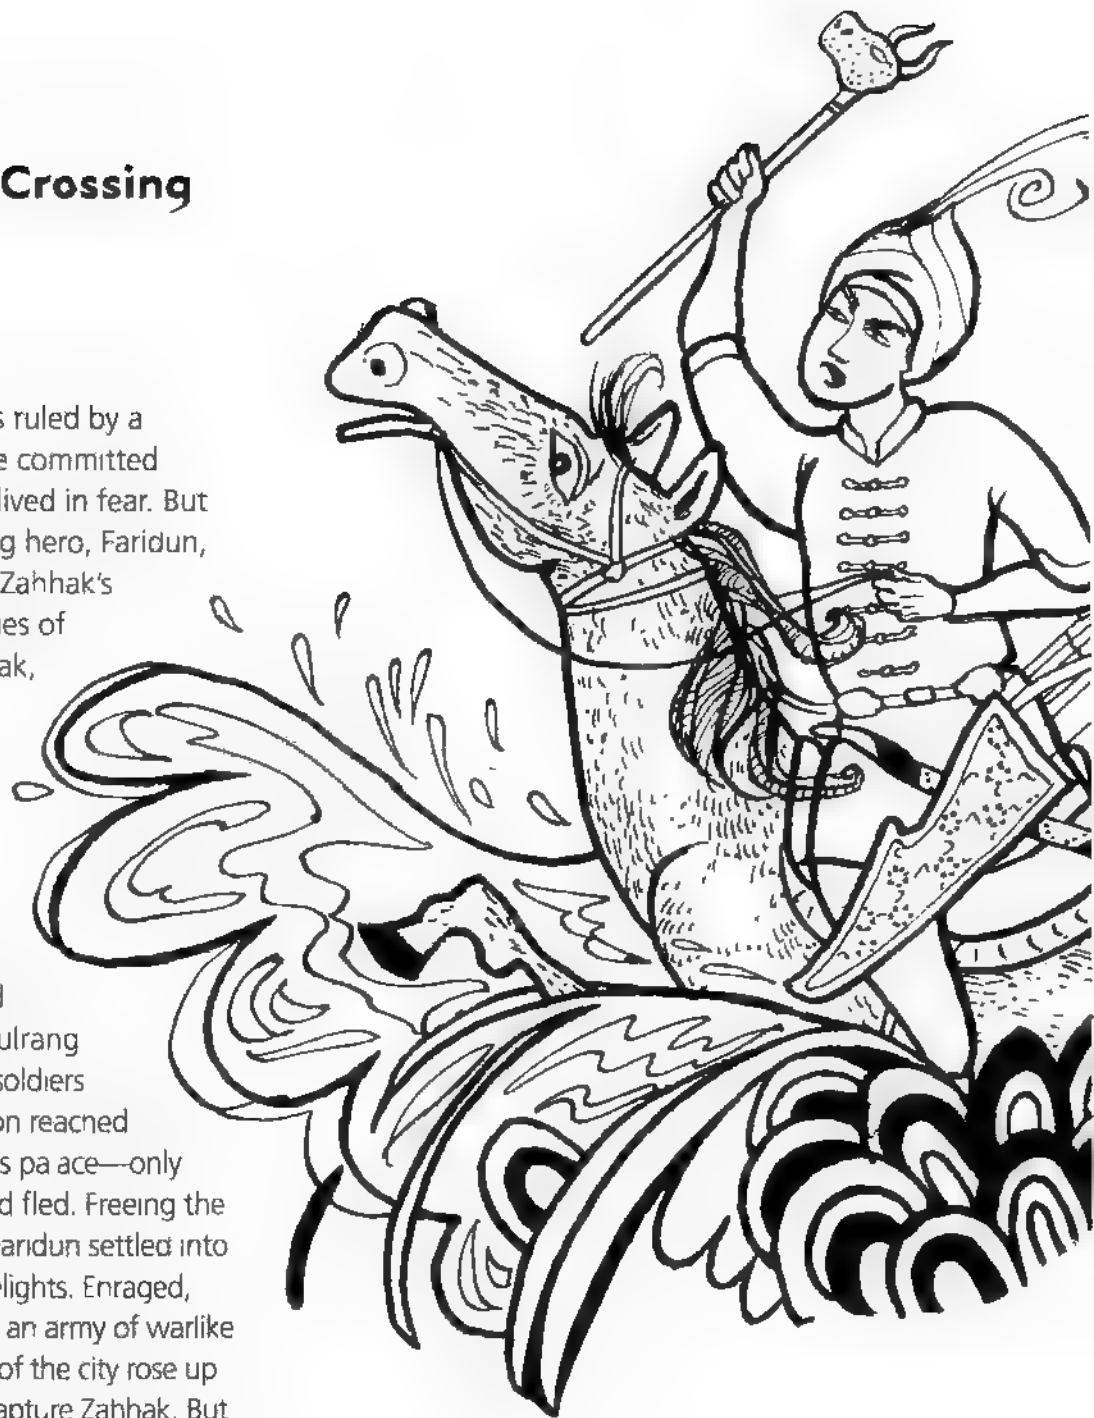 Crossing
s ruled by a
e committed
lived in fear. But
g hero, Faridun,
Zahhak's
es of
ak,
g
ulrang
soldiers
on reacned
s pa ace—only
d fled. Freeing the
aridun settled into
lights. Enraged,
an army of warlike
of the city rose up
apture Zahhak. But